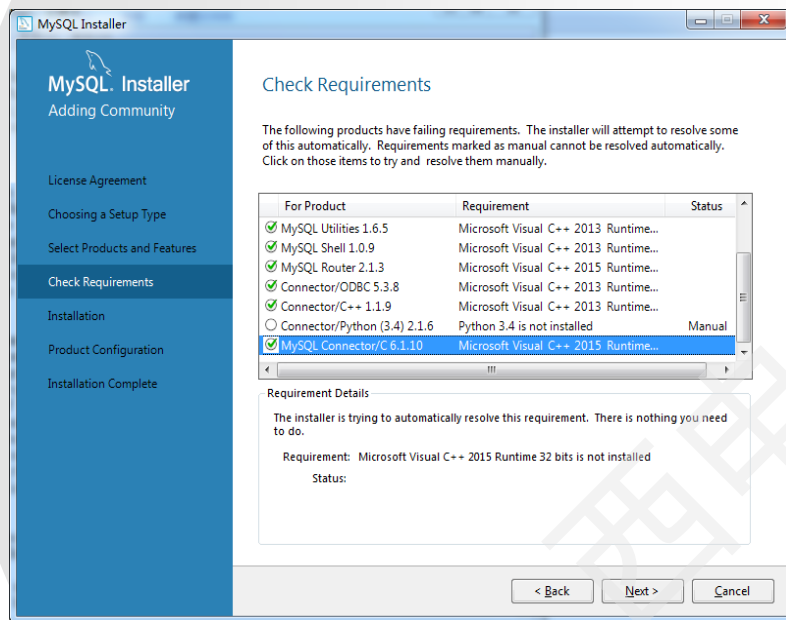 MySQL Installer
MySQL. Installer
Adding Community
License Agreement
Choosing a Setup Type
Select Products and Features
Check Requirements
Installation
Product Configuration
Installation Complete
Check Requirements
The following products have failing requirements. The installer will attempt to resolve some
of this automatically. Requirements marked as manual cannot be resolved automatically.
Click on those items to try and resolve them manually.
For Product Requirement Status
MySQL Utilities 1.6.5 Microsoft Visual C++ 2013 Runtime...
MySQL Shell 1.0.9 Microsoft Visual C++ 2013 Runtime...
MySQL Router 2.1.3 Microsoft Visual C++ 2015 Runtime...
Connector/ODBC 5.3.8 Microsoft Visual C++ 2013 Runtime...
Connector/C++ 1.1.9 Microsoft Visual C++ 2013 Runtime...
Connector/Python (3.4) 2.1.6 Python 3.4 is not installed Manual
MySQL Connector/C 6.1.10 Microsoft Visual C++ 2015 Runtime...
Requirement Details
The installer is trying to automatically resolve this requirement. There is nothing you need
to do.
Requirement: Microsoft Visual C++ 2015 Runtime 32 bits is not installed
Status:
< Back Next > Cancel
西电